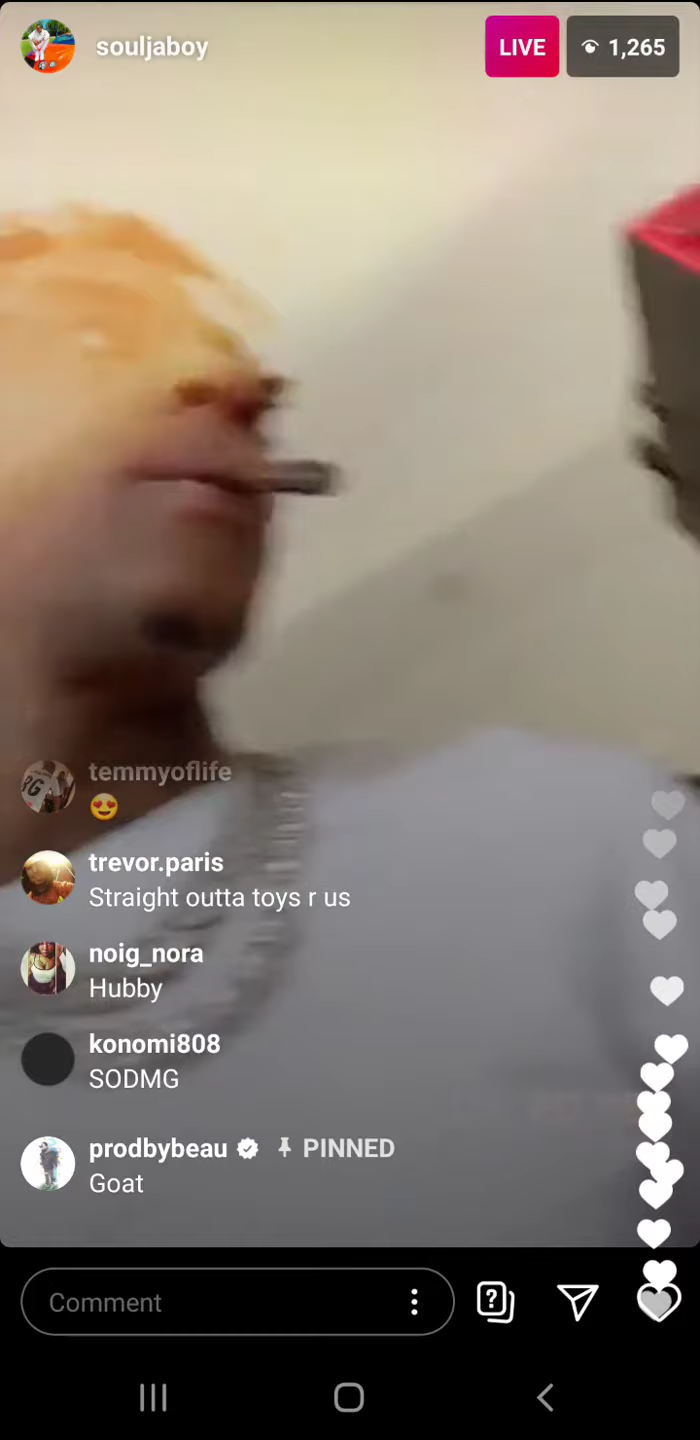 souljaboy
LIVE
1,265
temmyoflife
😍
trevor.paris
Straight outta toys r us
noig_nora
Hubby
konomi808
SODMG
prodbybeau PINNED
Goat
Comment